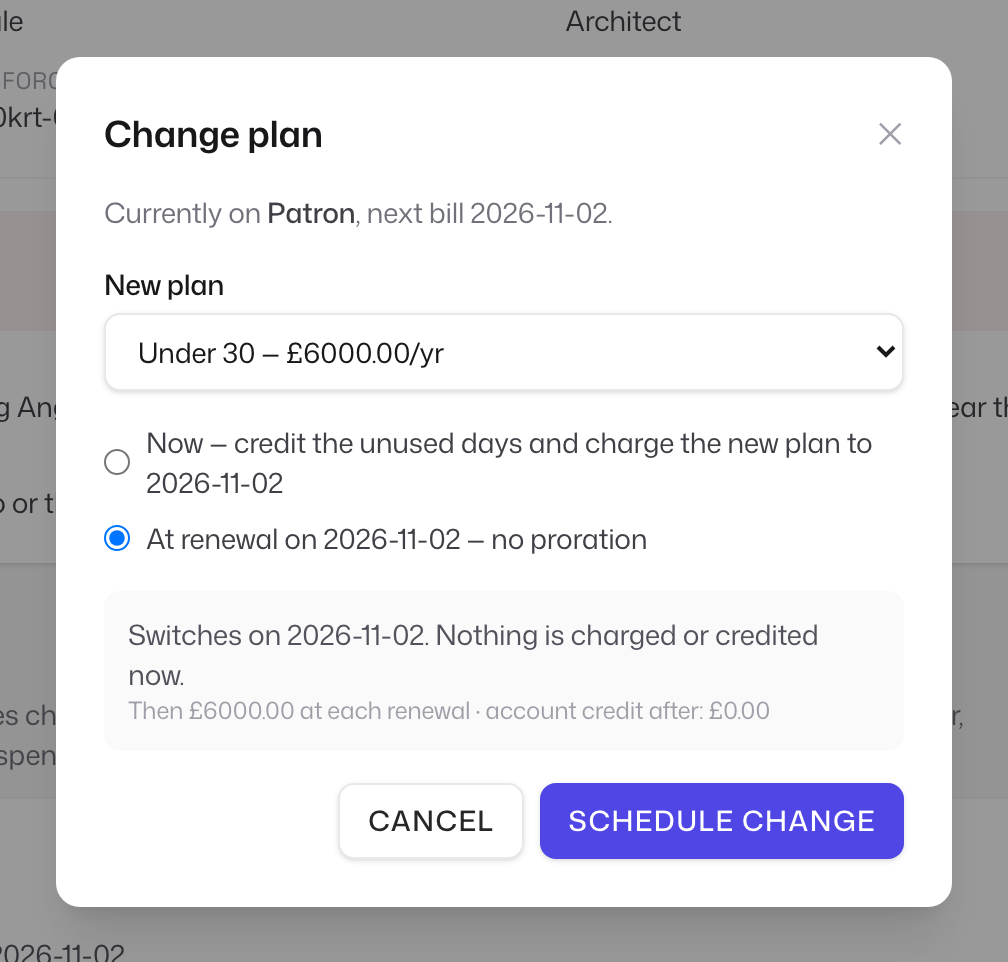 Architect
Change plan
Currently on Patron, next bill 2026-11-02.
New plan
Under 30 – £6000.00/yr
Now – credit the unused days and charge the new plan to
2026-11-02
At renewal on 2026-11-02 – no proration
Switches on 2026-11-02. Nothing is charged or credited
now.
Then £6000.00 at each renewal · account credit after: £0.00
CANCEL
SCHEDULE CHANGE
2026-11-02